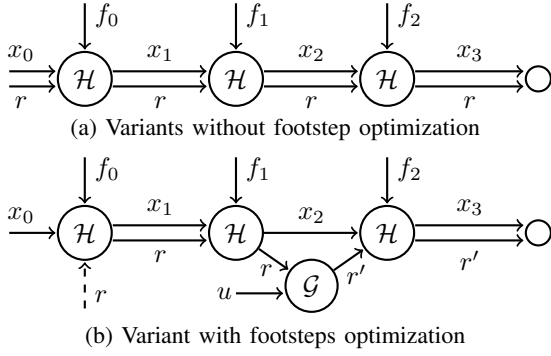 f₀ f₁ f₂
x₀ x₁ x₂ x₃
ℋ ℋ ℋ
r r r r
(a) Variants without footstep optimization
f₀ f₁ f₂
x₀ x₁ x₂ x₃
ℋ ℋ ℋ
r r r' r'
r u 𝒢
(b) Variant with footsteps optimization